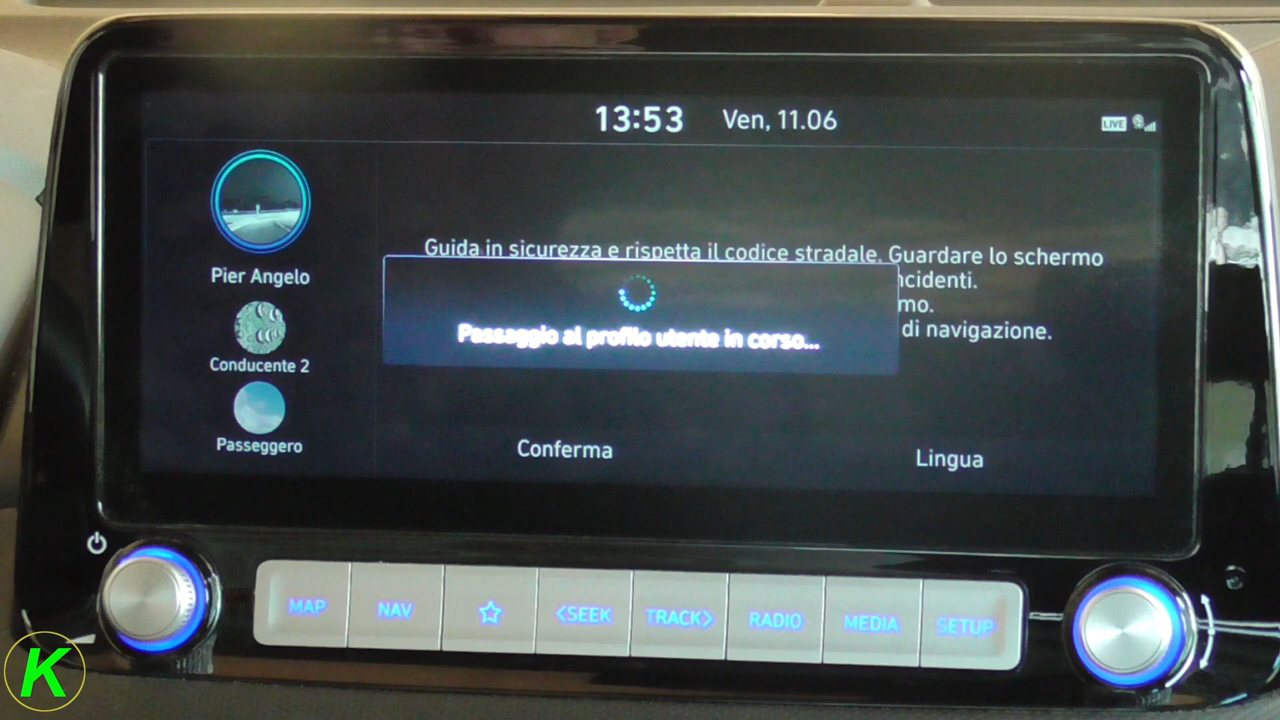 13:53 Ven, 11.06
LIVE
Pier Angelo
Conducente 2
Passeggero
Guida in sicurezza e rispetta il codice stradale. Guardare lo schermo
di navigazione.
Passaggio al profilo utente in corso...
Conferma
Lingua
MAP
NAV
<SEEK
TRACK>
RADIO
MEDIA
SETUP
K